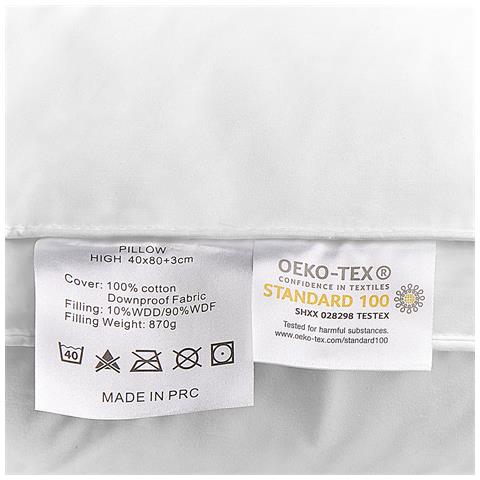 PILLOW
HIGH 40x80+3cm
Cover: 100% cotton
Downproof Fabric
Filling: 10%WDD/90%WDF
Filling Weight: 870g
40
MADE IN PRC
OEKO-TEX®
CONFIDENCE IN TEXTILES
STANDARD 100
SHXX 028298 TESTEX
Tested for harmful substances.
www.oeko-tex.com/standard100